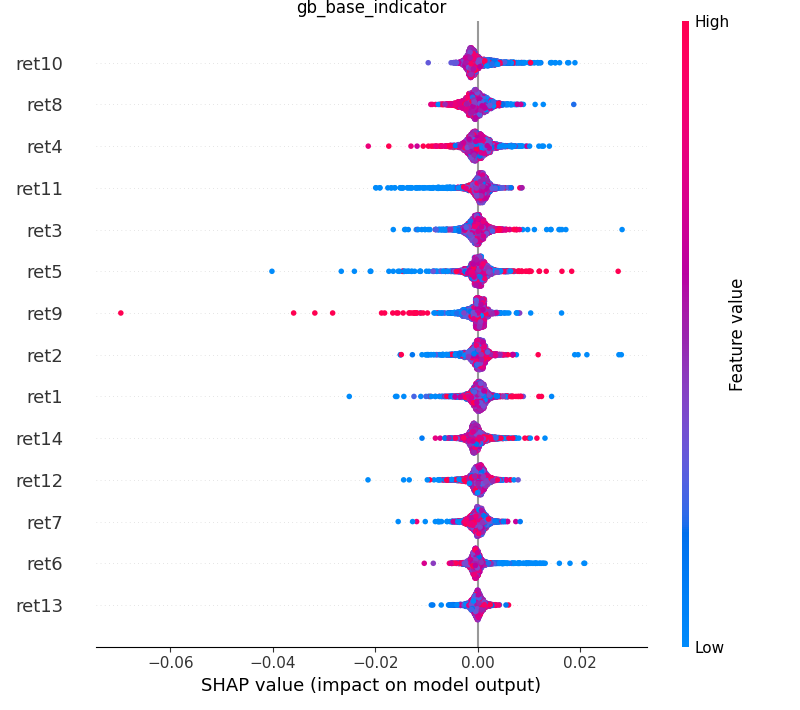 gb_base_indicator
High
ret10
ret8
ret4
ret11
ret3
ret5
ret9
ret2
ret1
ret14
ret12
ret7
ret6
ret13
Feature value
Low
−0.06 −0.04 −0.02 0.00 0.02
SHAP value (impact on model output)